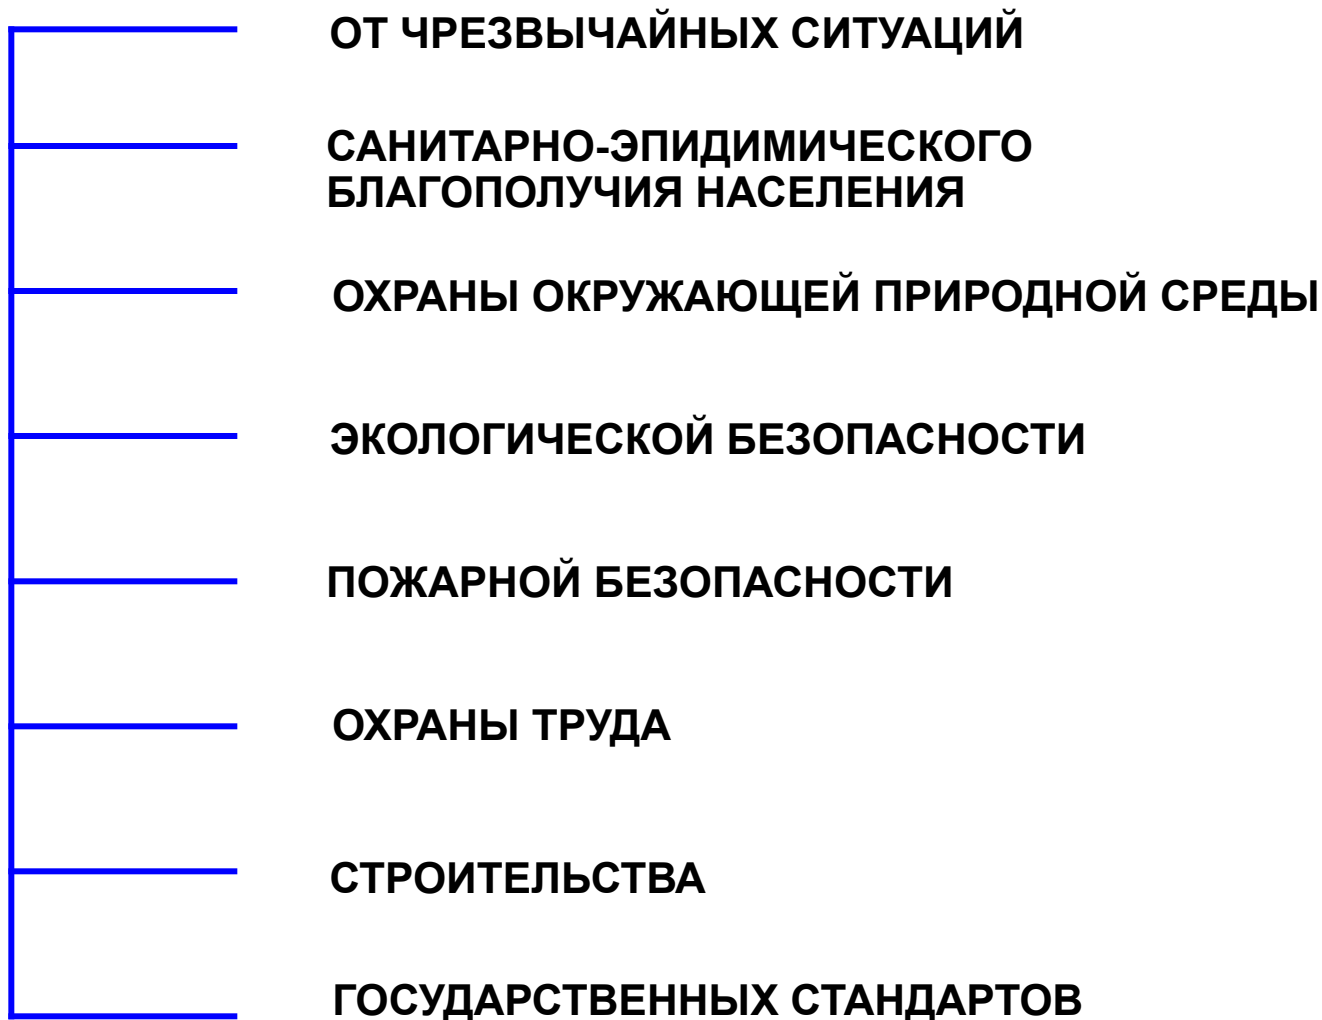 ОТ ЧРЕЗВЫЧАЙНЫХ СИТУАЦИЙ
САНИТАРНО-ЭПИДИМИЧЕСКОГО
БЛАГОПОЛУЧИЯ НАСЕЛЕНИЯ
ОХРАНЫ ОКРУЖАЮЩЕЙ ПРИРОДНОЙ СРЕДЫ
ЭКОЛОГИЧЕСКОЙ БЕЗОПАСНОСТИ
ПОЖАРНОЙ БЕЗОПАСНОСТИ
ОХРАНЫ ТРУДА
СТРОИТЕЛЬСТВА
ГОСУДАРСТВЕННЫХ СТАНДАРТОВ